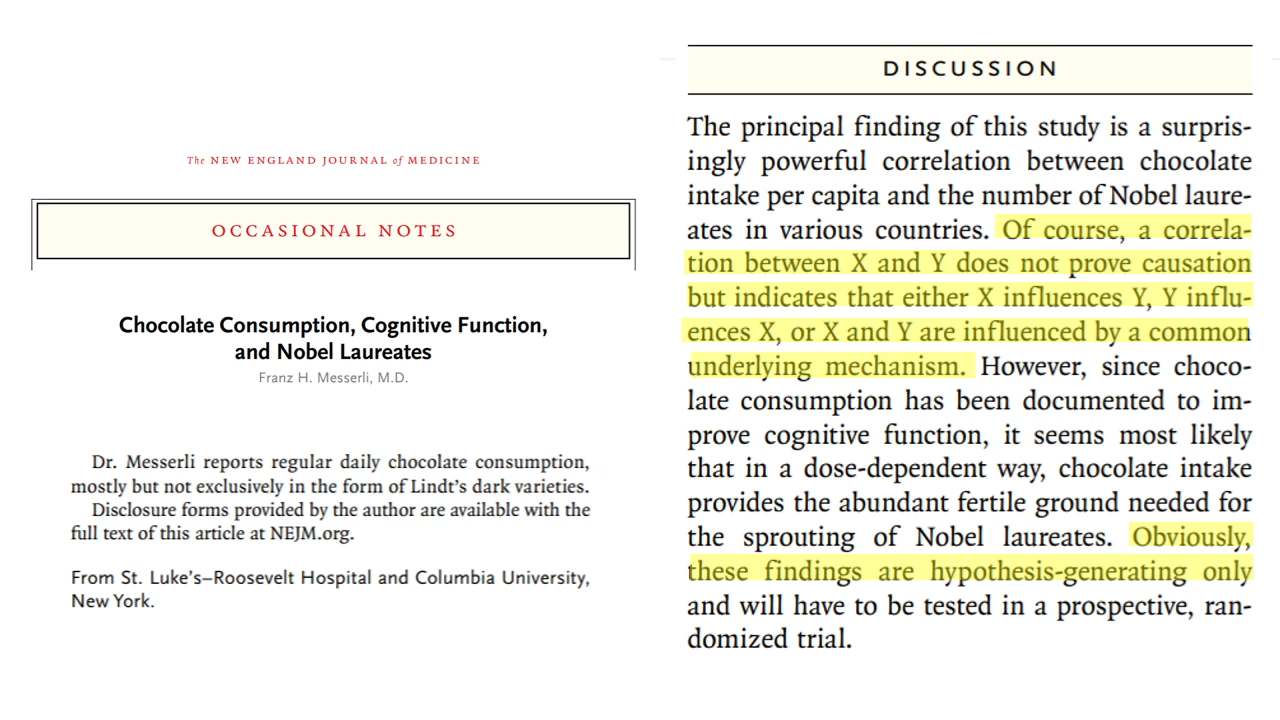 The NEW ENGLAND JOURNAL of MEDICINE
OCCASIONAL NOTES
Chocolate Consumption, Cognitive Function,
and Nobel Laureates
Franz H. Messerli, M.D.
Dr. Messerli reports regular daily chocolate consumption,
mostly but not exclusively in the form of Lindt’s dark varieties.
Disclosure forms provided by the author are available with the
full text of this article at NEJM.org.
From St. Luke’s–Roosevelt Hospital and Columbia University,
New York.
DISCUSSION
The principal finding of this study is a surpris-
ingly powerful correlation between chocolate
intake per capita and the number of Nobel laure-
ates in various countries. Of course, a correla-
tion between X and Y does not prove causation
but indicates that either X influences Y, Y influ-
ences X, or X and Y are influenced by a common
underlying mechanism. However, since choco-
late consumption has been documented to im-
prove cognitive function, it seems most likely
that in a dose-dependent way, chocolate intake
provides the abundant fertile ground needed for
the sprouting of Nobel laureates. Obviously,
these findings are hypothesis-generating only
and will have to be tested in a prospective, ran-
domized trial.